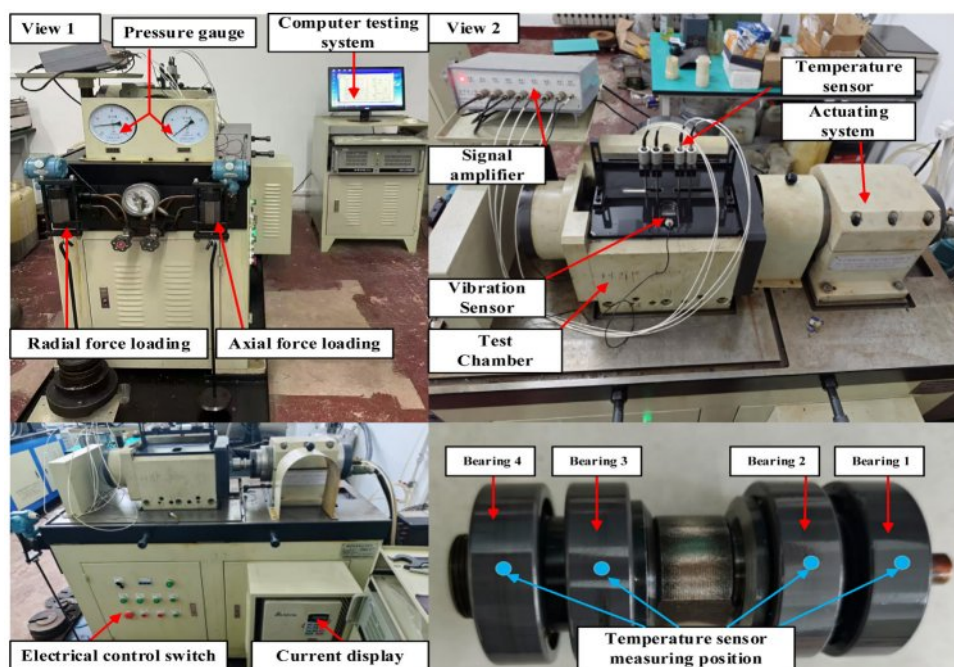 View 1
Pressure gauge
Computer testing
system
Radial force loading
Axial force loading
View 2
Temperature
sensor
Actuating
system
Signal
amplifier
Vibration
Sensor
Test
Chamber
Electrical control switch
Current display
Bearing 4
Bearing 3
Bearing 2
Bearing 1
Temperature sensor
measuring position